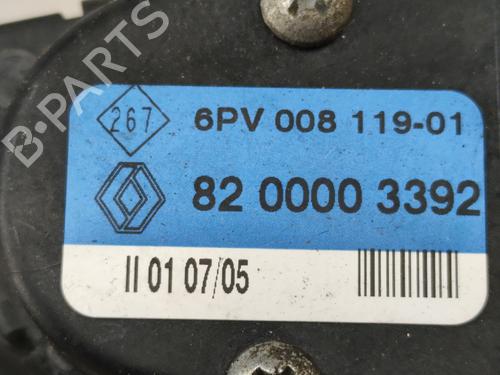 B-PARTS
267
6PV 008 119-01
82 0000 3392
II 01 07/05